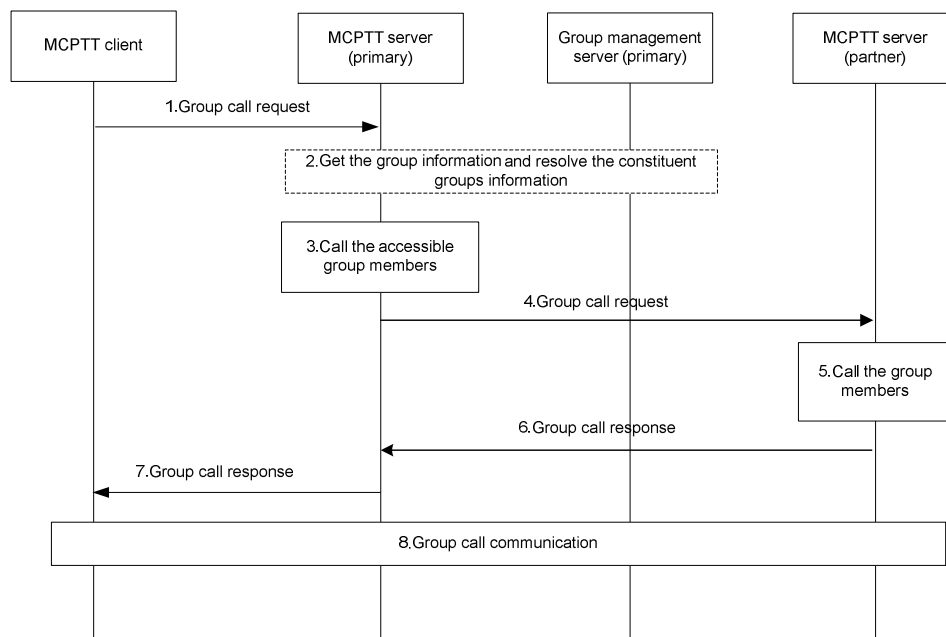 MCPTT client
MCPTT server
(primary)
Group management
server (primary)
MCPTT server
(partner)
1.Group call request
2.Get the group information and resolve the constituent
groups information
3.Call the accessible
group members
4.Group call request
5.Call the group
members
6.Group call response
7.Group call response
8.Group call communication